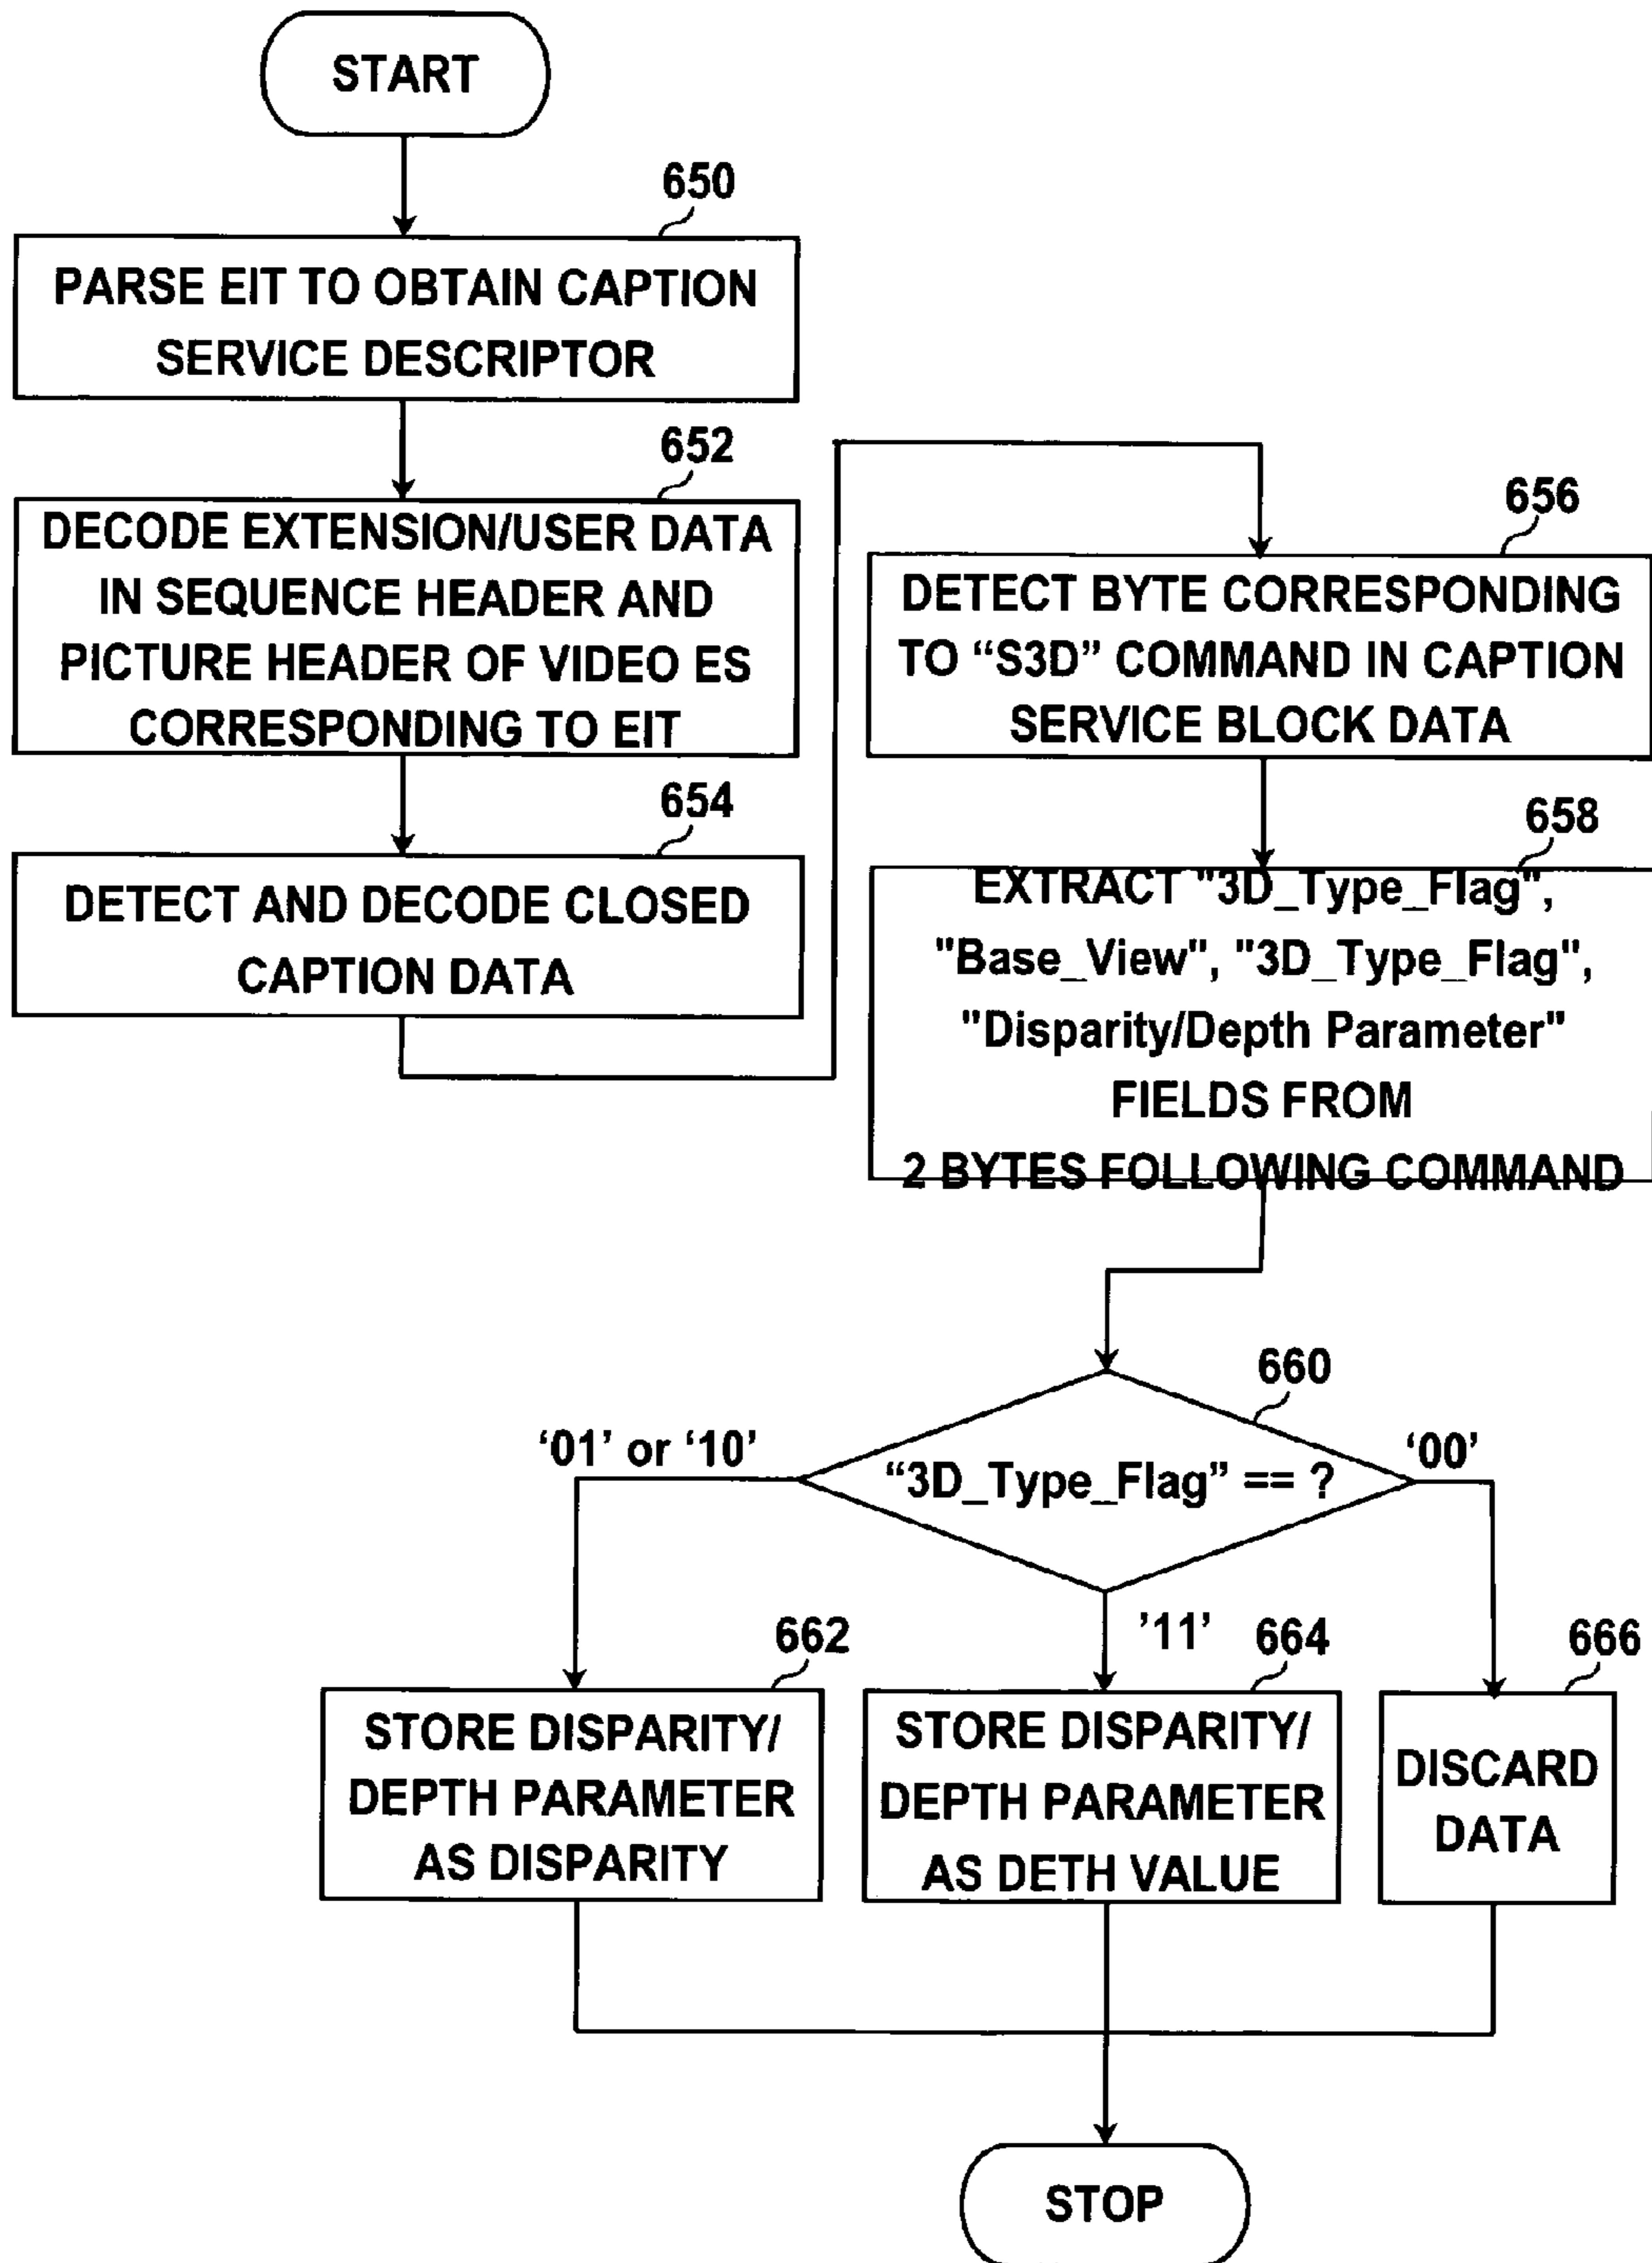 START
650
PARSE EIT TO OBTAIN CAPTION
SERVICE DESCRIPTOR
652
DECODE EXTENSION/USER DATA
IN SEQUENCE HEADER AND
PICTURE HEADER OF VIDEO ES
CORRESPONDING TO EIT
654
DETECT AND DECODE CLOSED
CAPTION DATA
656
DETECT BYTE CORRESPONDING
TO “S3D” COMMAND IN CAPTION
SERVICE BLOCK DATA
658
EXTRACT "3D_Type_Flag",
"Base_View", "3D_Type_Flag",
"Disparity/Depth Parameter"
FIELDS FROM
2 BYTES FOLLOWING COMMAND
660
“3D_Type_Flag” == ?
‘01’ or ‘10’
‘00’
’11’
662
STORE DISPARITY/
DEPTH PARAMETER
AS DISPARITY
664
STORE DISPARITY/
DEPTH PARAMETER
AS DETH VALUE
666
DISCARD
DATA
STOP